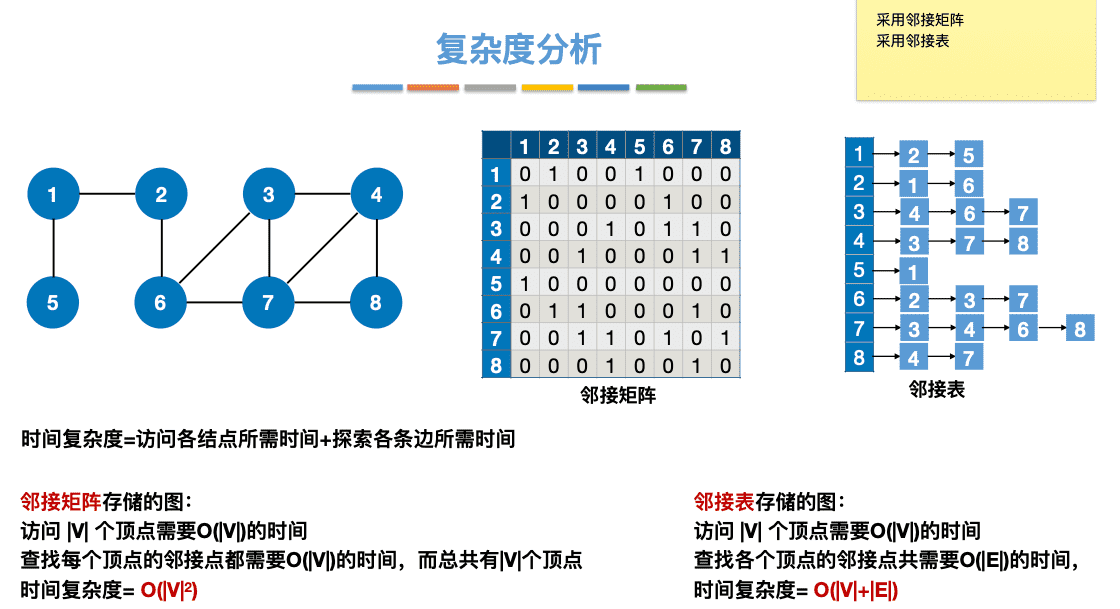 复杂度分析
采用邻接矩阵
采用邻接表
1 2 3 4
5 6 7 8
1 2 3 4 5 6 7 8
1 0 1 0 0 1 0 0 0
2 1 0 0 0 0 1 0 0
3 0 0 0 1 0 1 1 0
4 0 0 1 0 0 0 1 1
5 1 0 0 0 0 0 0 0
6 0 1 1 0 0 0 1 0
7 0 0 1 1 0 1 0 1
8 0 0 0 1 0 0 1 0
邻接矩阵
1 2 5
2 1 6
3 4 6 7
4 3 7 8
5 1
6 2 3 7
7 3 4 6 8
8 4 7
邻接表
时间复杂度=访问各结点所需时间+探索各条边所需时间
邻接矩阵存储的图：
访问 |V| 个顶点需要O(|V|)的时间
查找每个顶点的邻接点都需要O(|V|)的时间，而总共有|V|个顶点
时间复杂度= O(|V|²)
邻接表存储的图：
访问 |V| 个顶点需要O(|V|)的时间
查找各个顶点的邻接点共需要O(|E|)的时间，
时间复杂度= O(|V|+|E|)